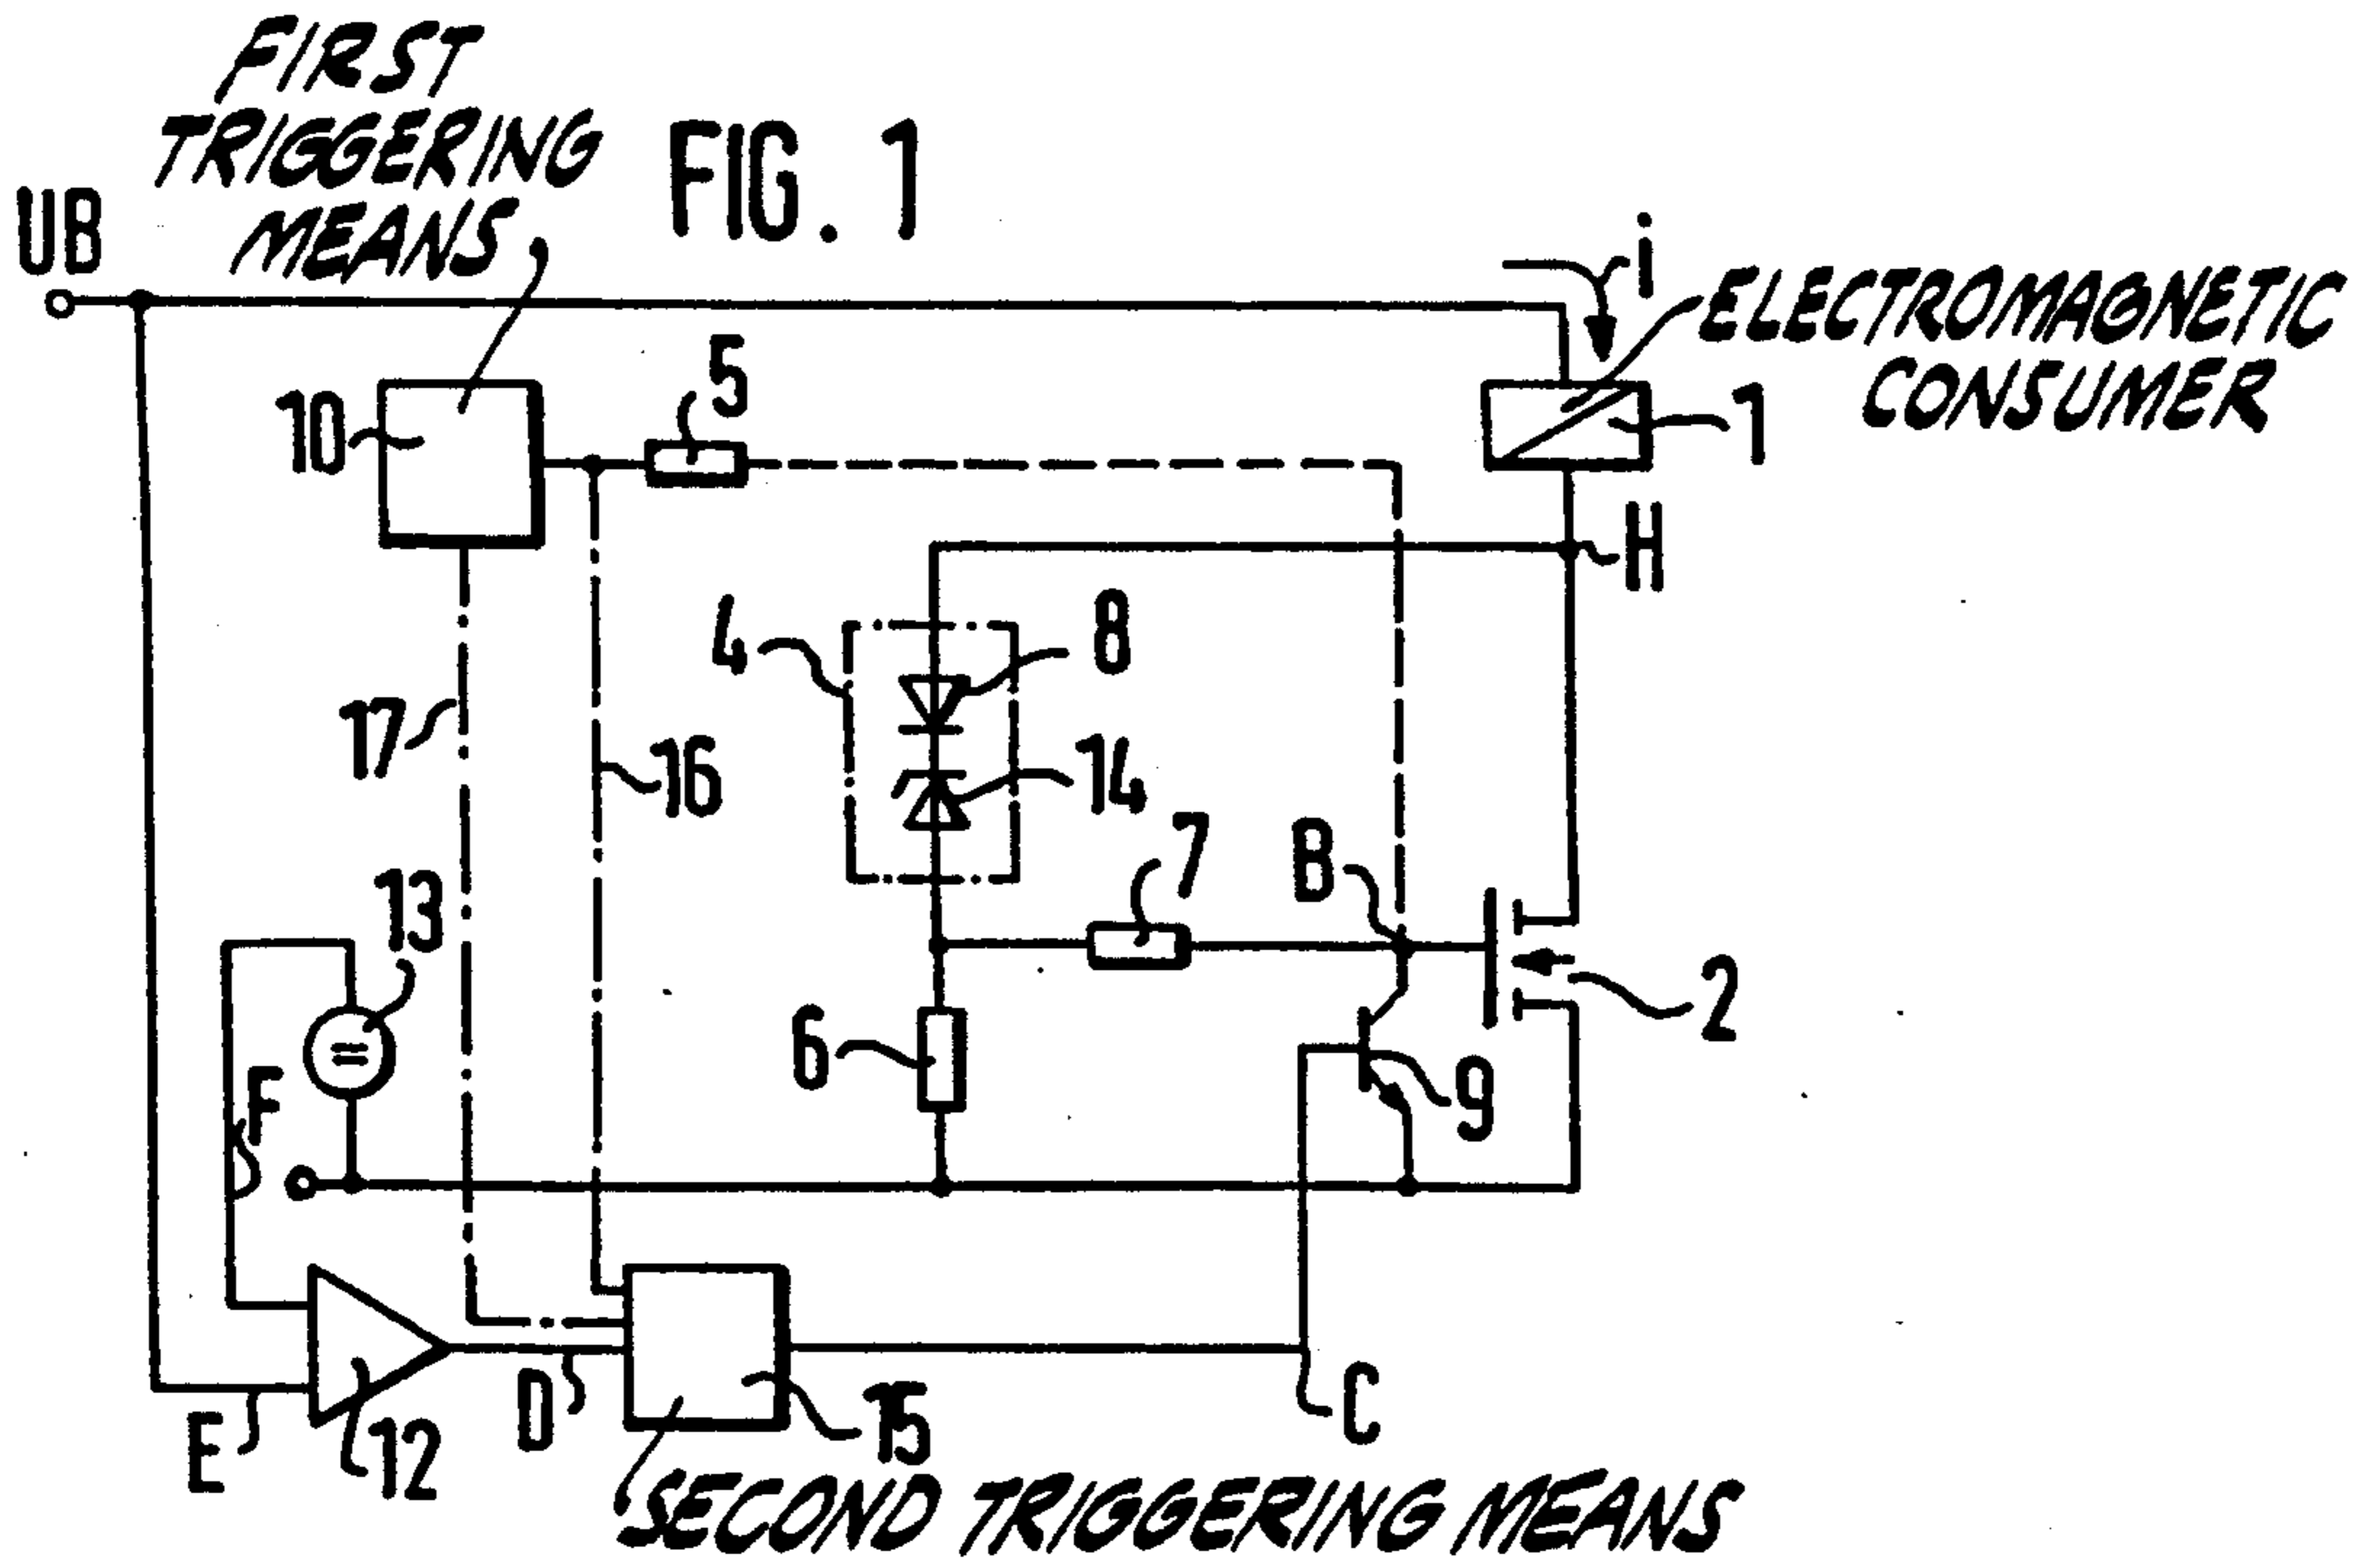 FIRST
TRIGGERING
MEANS
FIG. 1
UB
i
ELECTROMAGNETIC
CONSUMER
10
5
1
H
4
8
17
16
14
7
B
13
2
6
F
9
D
15
C
E
12
SECOND TRIGGERING MEANS